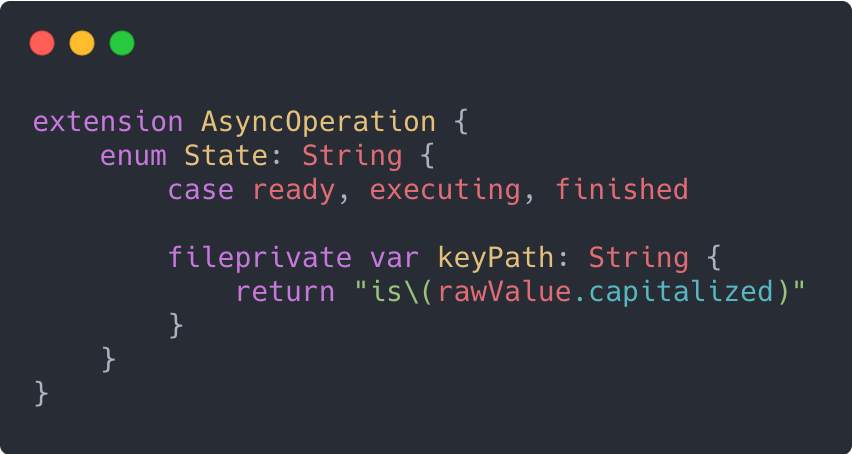 extension AsyncOperation {
    enum State: String {
        case ready, executing, finished

        fileprivate var keyPath: String {
            return "is\(rawValue.capitalized)"
        }
    }
}